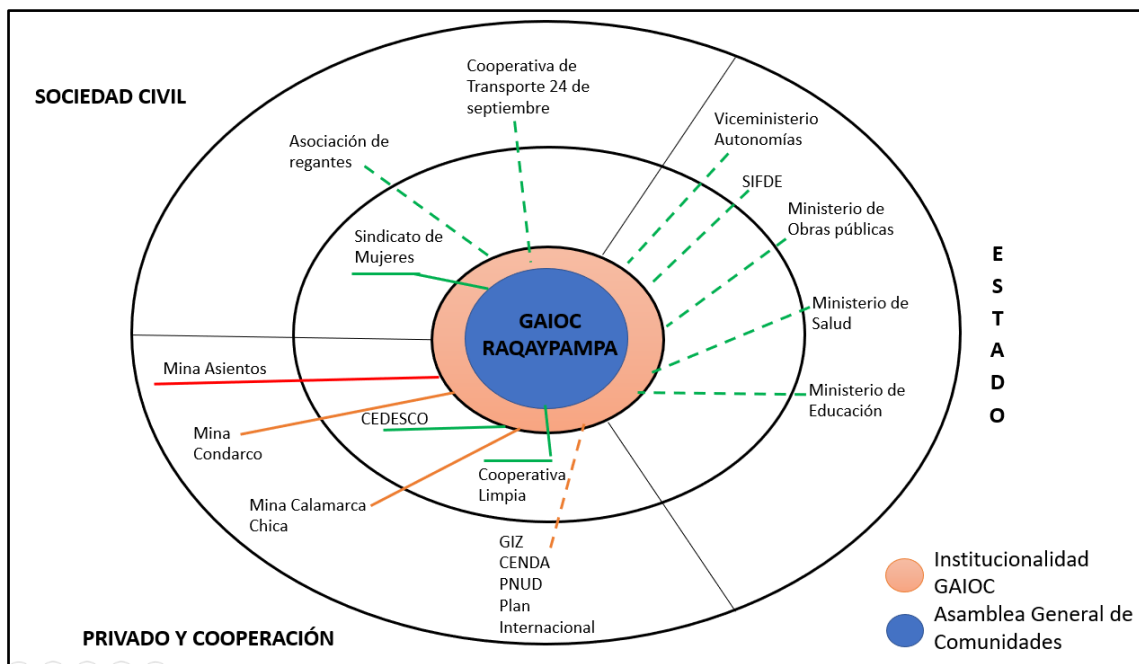 SOCIEDAD CIVIL
Cooperativa de
Transporte 24 de
septiembre
Asociación de
regantes
Sindicato de
Mujeres
Viceministerio
Autonomías
SIFDE
Ministerio de
Obras públicas
Ministerio de
Salud
Ministerio de
Educación
ESTADO
GAIOC
RAQAYPAMPA
Mina Asientos
Mina
Condarco
CEDESCO
Cooperativa
Limpia
Mina Calamarca
Chica
GIZ
CENDA
PNUD
Plan
Internacional
PRIVADO Y COOPERACIÓN
Institucionalidad
GAIOC
Asamblea General de
Comunidades